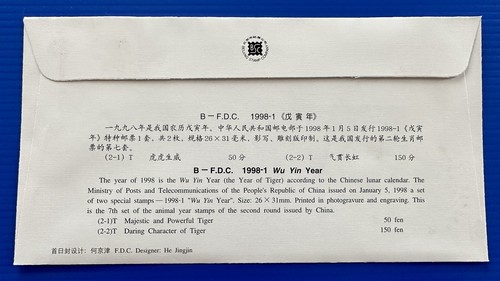 B－F.D.C. 1998-1《戊寅年》
一九九八年是我国农历戊寅年。中华人民共和国邮电部于1998年1月5日发行1998-1《戊寅
年》特种邮票1套，共2枚。规格26×31毫米，影写、雕刻版印制。这是我国发行的第二轮生肖邮
票的第七套。
(2-1)T 虎虎生威 50分 (2-2)T 气贯长虹 150分
B－F.D.C. 1998-1 Wu Yin Year
The year of 1998 is the Wu Yin Year (the Year of Tiger) according to the Chinese lunar calendar. The
Ministry of Posts and Telecommunications of the People's Republic of China issued on January 5, 1998 a
set of two special stamps—1998-1 "Wu Yin Year". Size: 26×31mm. Printed in photogravure and engraving.
This is the 7th set of the animal year stamps of the second round issued by China.
(2-1)T Majestic and Powerful Tiger 50 fen
(2-2)T Daring Character of Tiger 150 fen
首日封设计：何京津 F.D.C. Designer: He Jingjin